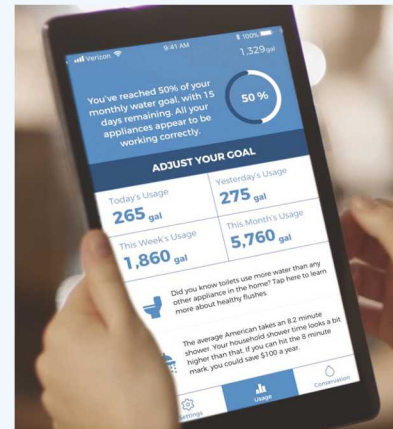 Verizon
9:41 AM
100%
1,329 gal
You've reached 50% of your
monthly water goal, with 15
days remaining. All your
appliances appear to be
working correctly.
50 %
ADJUST YOUR GOAL
Today's Usage
265 gal
Yesterday's Usage
275 gal
This Week's Usage
1,860 gal
This Month's Usage
5,760 gal
Did you know toilets use more water than any
other appliance in the home? Tap here to learn
more about healthy flushes.
The average American takes an 8.2 minute
shower. Your household shower time looks a bit
higher than that. If you can hit the 8 minute
mark, you could save $100 a year.
Settings
Usage
Conservation